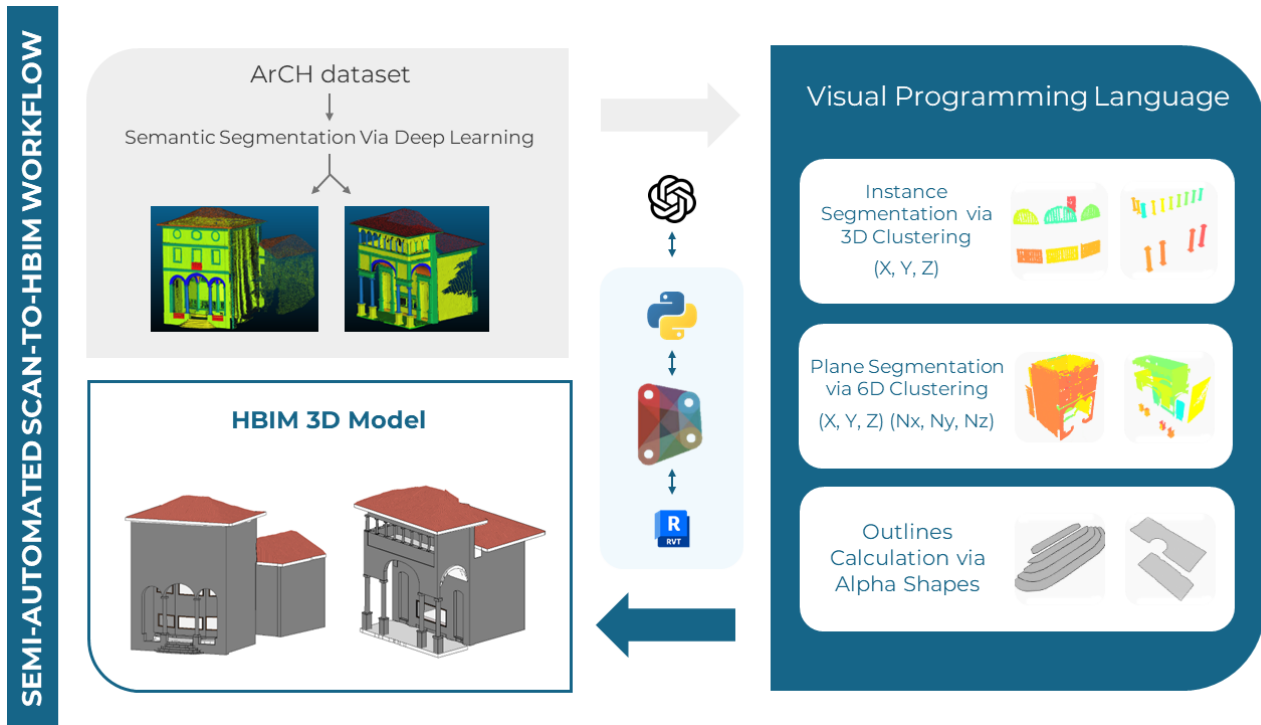 SEMI-AUTOMATED SCAN-TO-HBIM WORKFLOW
ArCH dataset
Semantic Segmentation Via Deep Learning
HBIM 3D Model
R
RVT
Visual Programming Language
Instance
Segmentation via
3D Clustering
(X, Y, Z)
Plane Segmentation
via 6D Clustering
(X, Y, Z) (Nx, Ny, Nz)
Outlines
Calculation via
Alpha Shapes